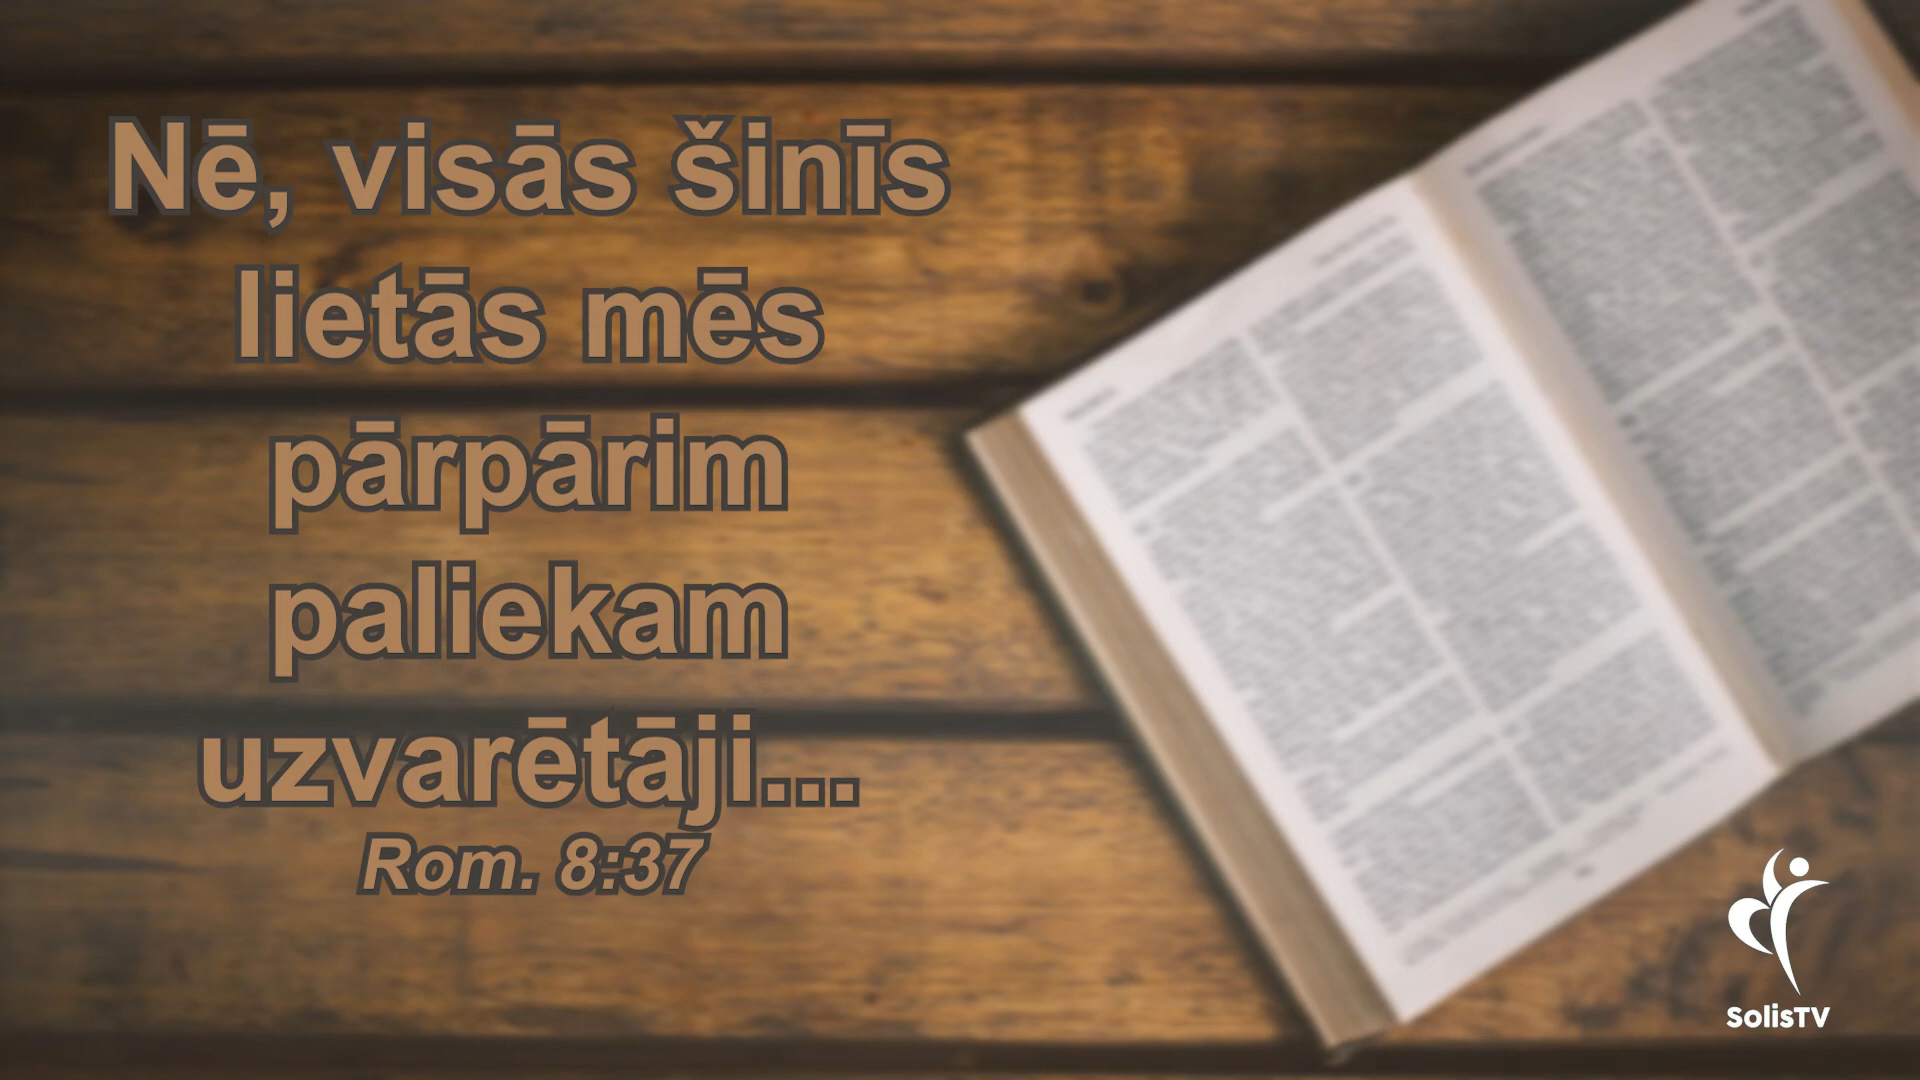 Nē, visās šinīs
lietās mēs
pārpārim
paliekam
uzvarētāji...
Rom. 8:37
SolisTV